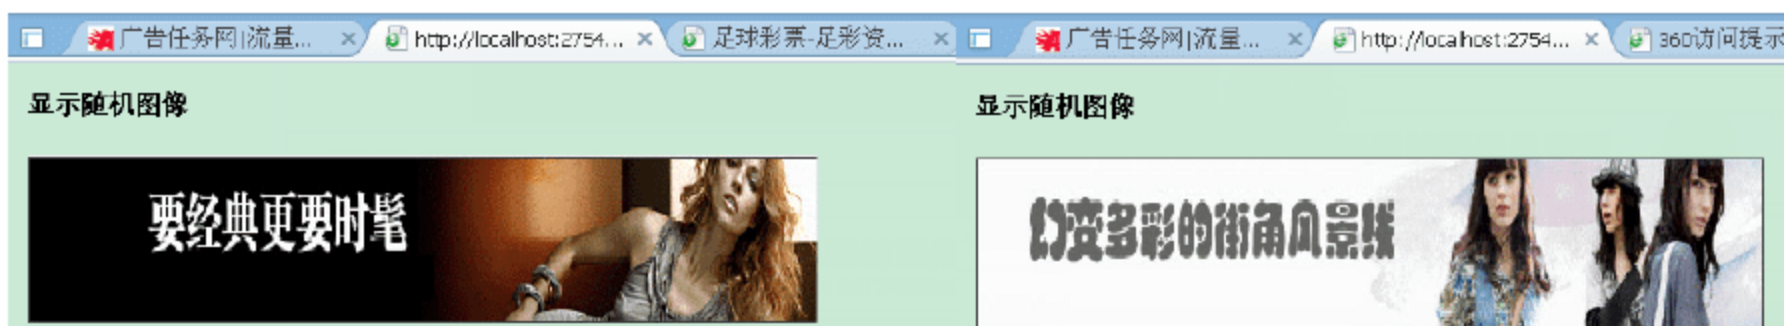 广告任务网|流量...
http://localhost:2754...
足球彩票-足彩资...
显示随机图像
要经典更要时髦
广告任务网|流量...
http://localhost:2754...
360访问提示
显示随机图像
幻变多彩的街角风景线